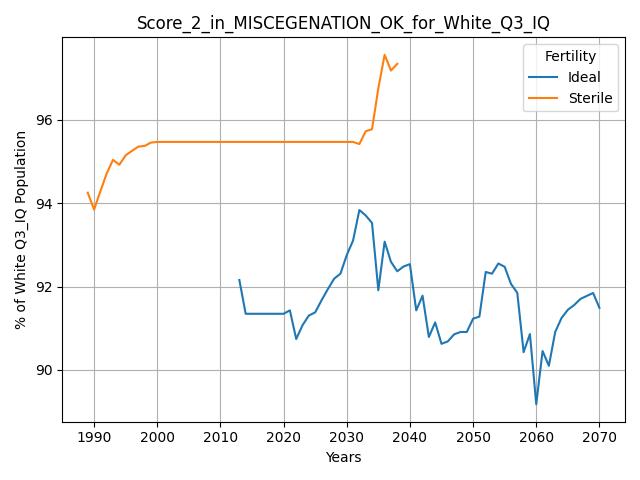 Score_2_in_MISCEGENATION_OK_for_White_Q3_IQ
Fertility
Ideal
Sterile
% of White Q3_IQ Population
96
94
92
90
1990 2000 2010 2020 2030 2040 2050 2060 2070
Years